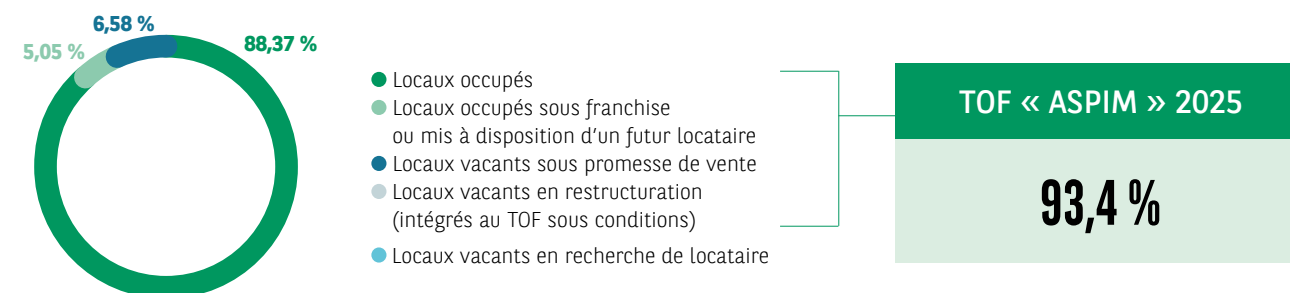 6,58 %
5,05 %
88,37 %
Locaux occupés
Locaux occupés sous franchise
ou mis à disposition d'un futur locataire
Locaux vacants sous promesse de vente
Locaux vacants en restructuration
(intégrés au TOF sous conditions)
Locaux vacants en recherche de locataire
TOF « ASPIM » 2025
93,4 %